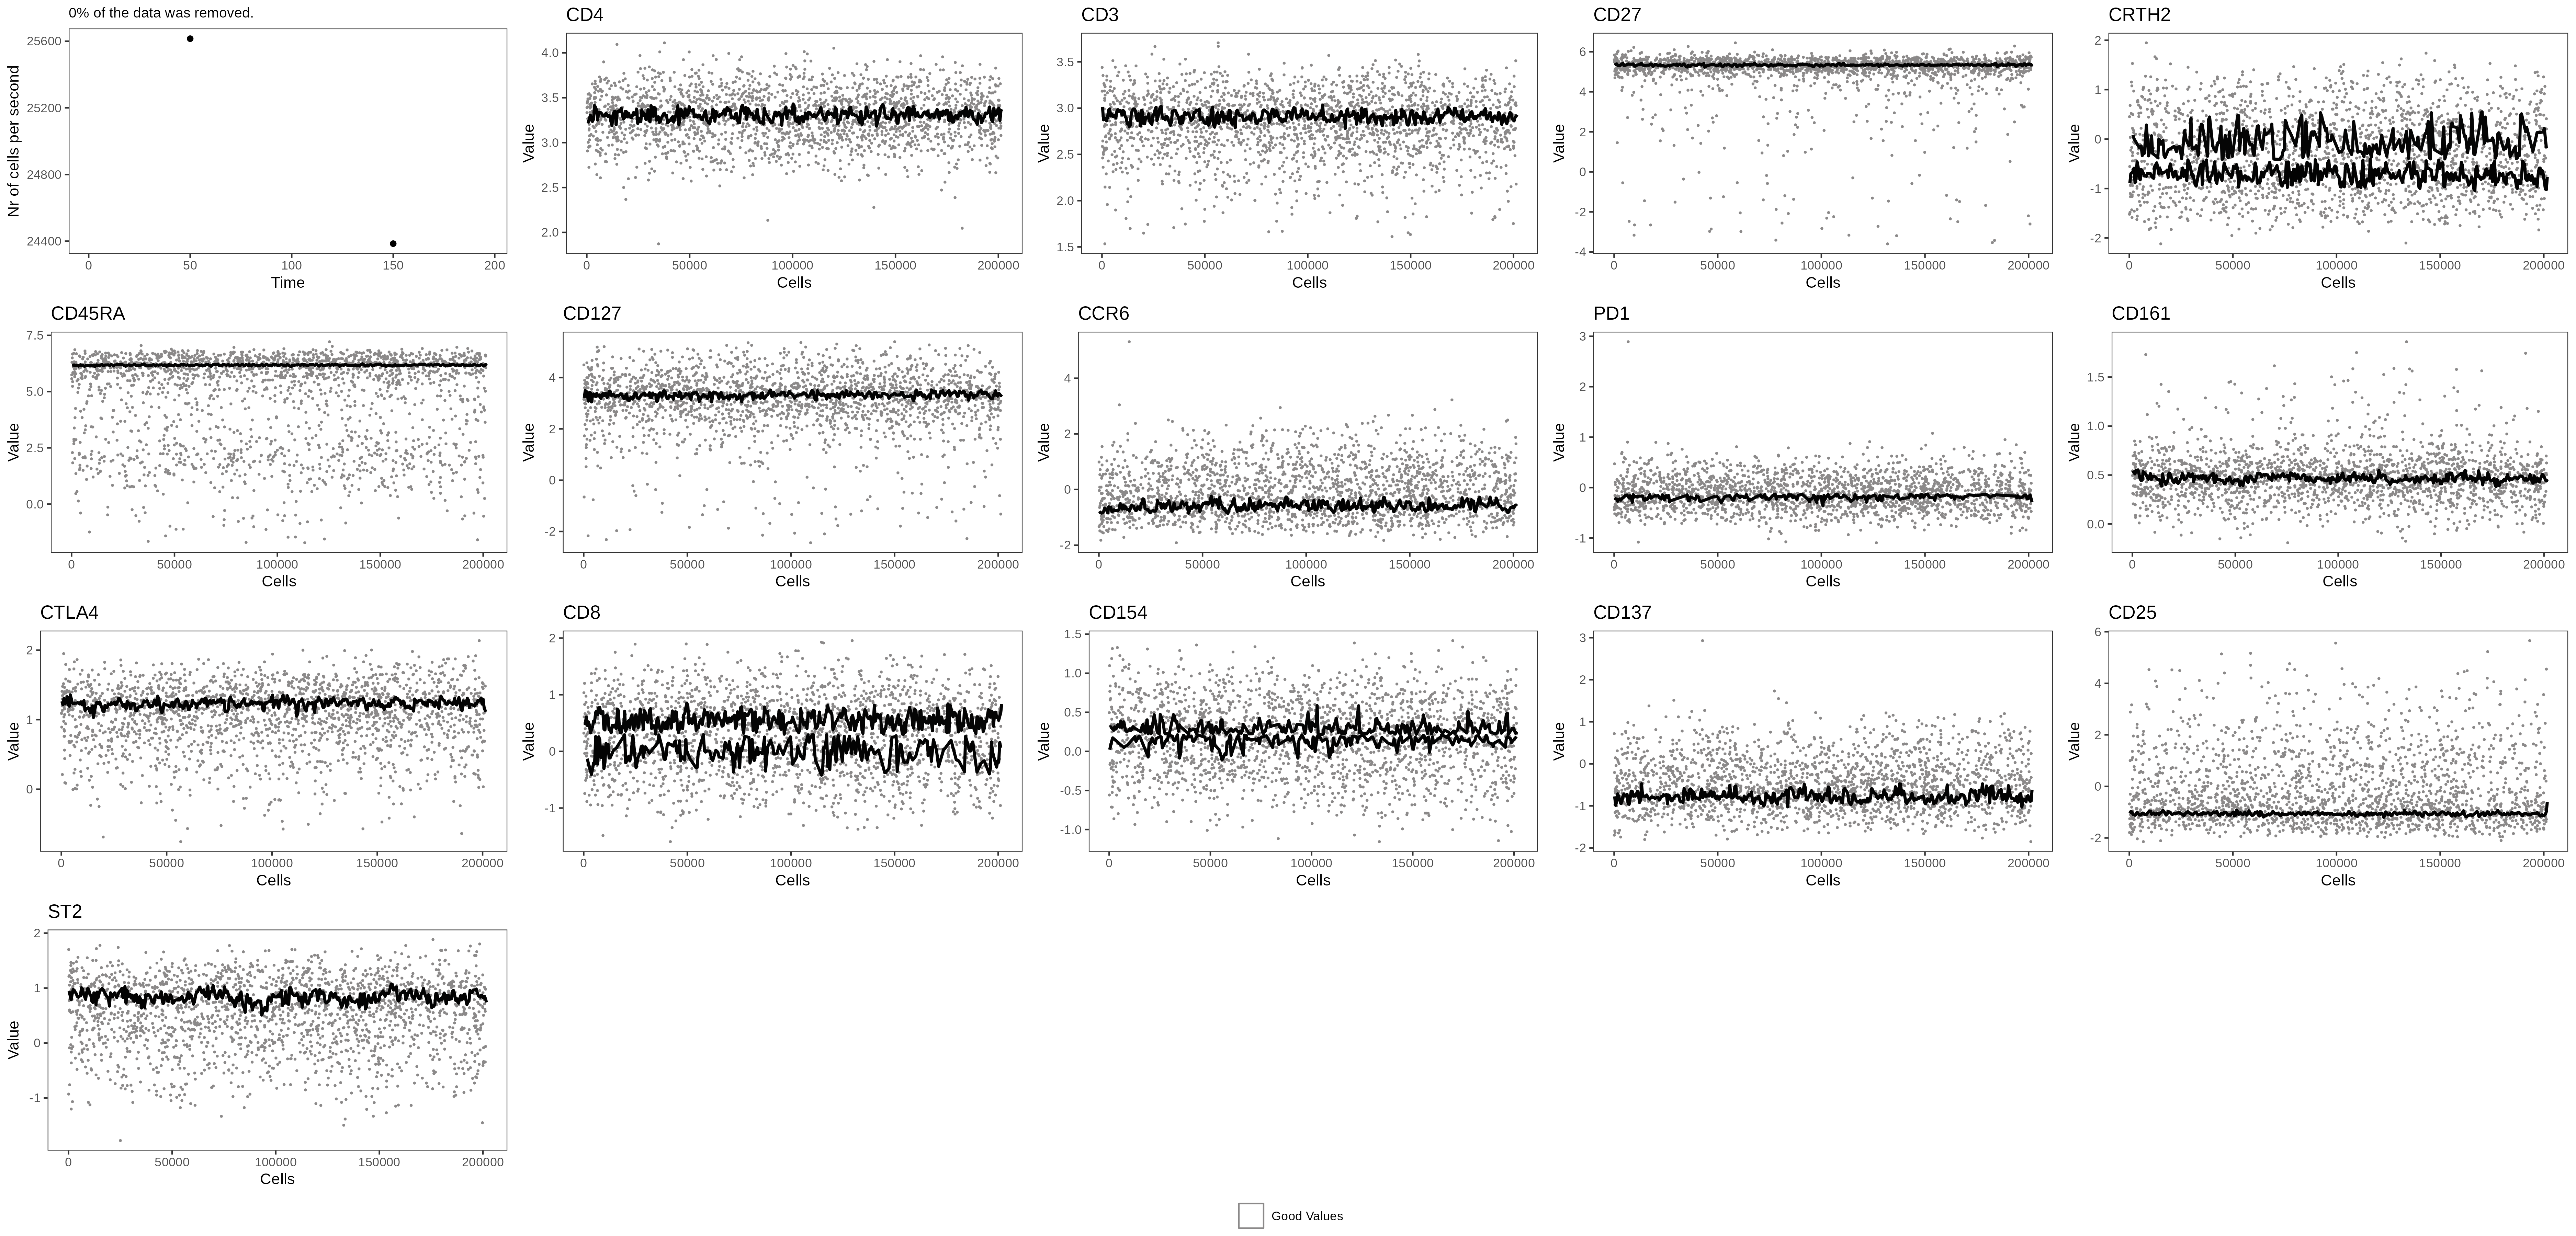 0% of the data was removed.
Nr of cells per second
25600
25200
24800
24400
0 50 100 150 200
Time
CD4
Value
4.0
3.5
3.0
2.5
2.0
0 50000 100000 150000 200000
Cells
CD3
Value
3.5
3.0
2.5
2.0
1.5
0 50000 100000 150000 200000
Cells
CD27
Value
6
4
2
0
-2
-4
0 50000 100000 150000 200000
Cells
CRTH2
Value
2
1
0
-1
-2
0 50000 100000 150000 200000
Cells
CD45RA
Value
7.5
5.0
2.5
0.0
0 50000 100000 150000 200000
Cells
CD127
Value
4
2
0
-2
0 50000 100000 150000 200000
Cells
CCR6
Value
4
2
0
-2
0 50000 100000 150000 200000
Cells
PD1
Value
3
2
1
0
-1
0 50000 100000 150000 200000
Cells
CD161
Value
1.5
1.0
0.5
0.0
0 50000 100000 150000 200000
Cells
CTLA4
Value
2
1
0
0 50000 100000 150000 200000
Cells
CD8
Value
2
1
0
-1
0 50000 100000 150000 200000
Cells
CD154
Value
1.5
1.0
0.5
0.0
-0.5
-1.0
0 50000 100000 150000 200000
Cells
CD137
Value
3
2
1
0
-1
-2
0 50000 100000 150000 200000
Cells
CD25
Value
6
4
2
0
-2
0 50000 100000 150000 200000
Cells
ST2
Value
2
1
0
-1
0 50000 100000 150000 200000
Cells
Good Values